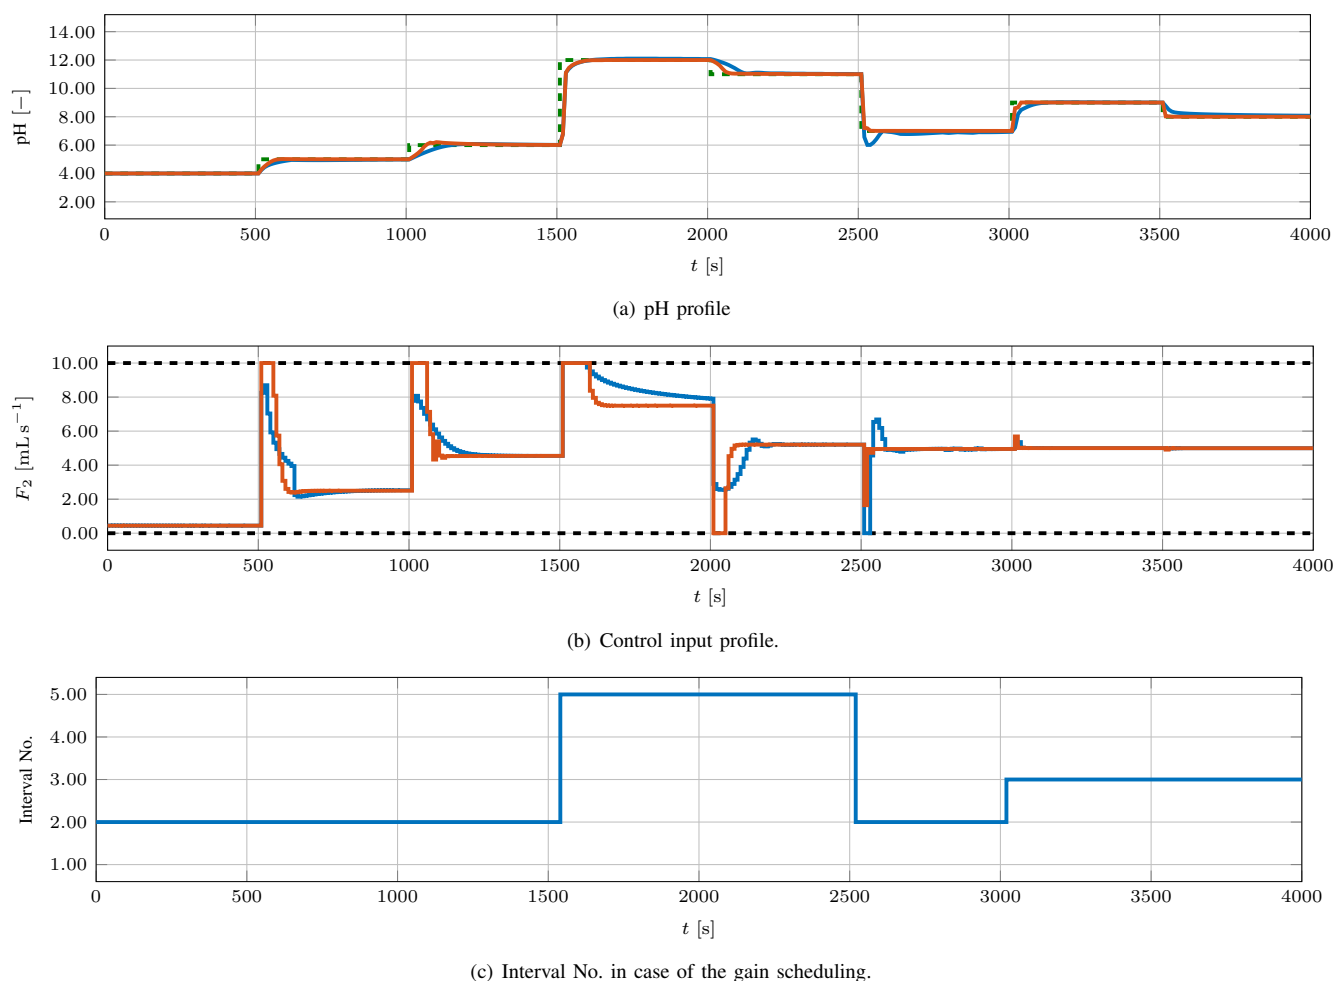 14.00
12.00
10.00
8.00
6.00
4.00
2.00
pH [−]
0 500 1000 1500 2000 2500 3000 3500 4000
t [s]
(a) pH profile
10.00
8.00
6.00
4.00
2.00
0.00
F₂ [mL s⁻¹]
0 500 1000 1500 2000 2500 3000 3500 4000
t [s]
(b) Control input profile.
5.00
4.00
3.00
2.00
1.00
Interval No.
0 500 1000 1500 2000 2500 3000 3500 4000
t [s]
(c) Interval No. in case of the gain scheduling.